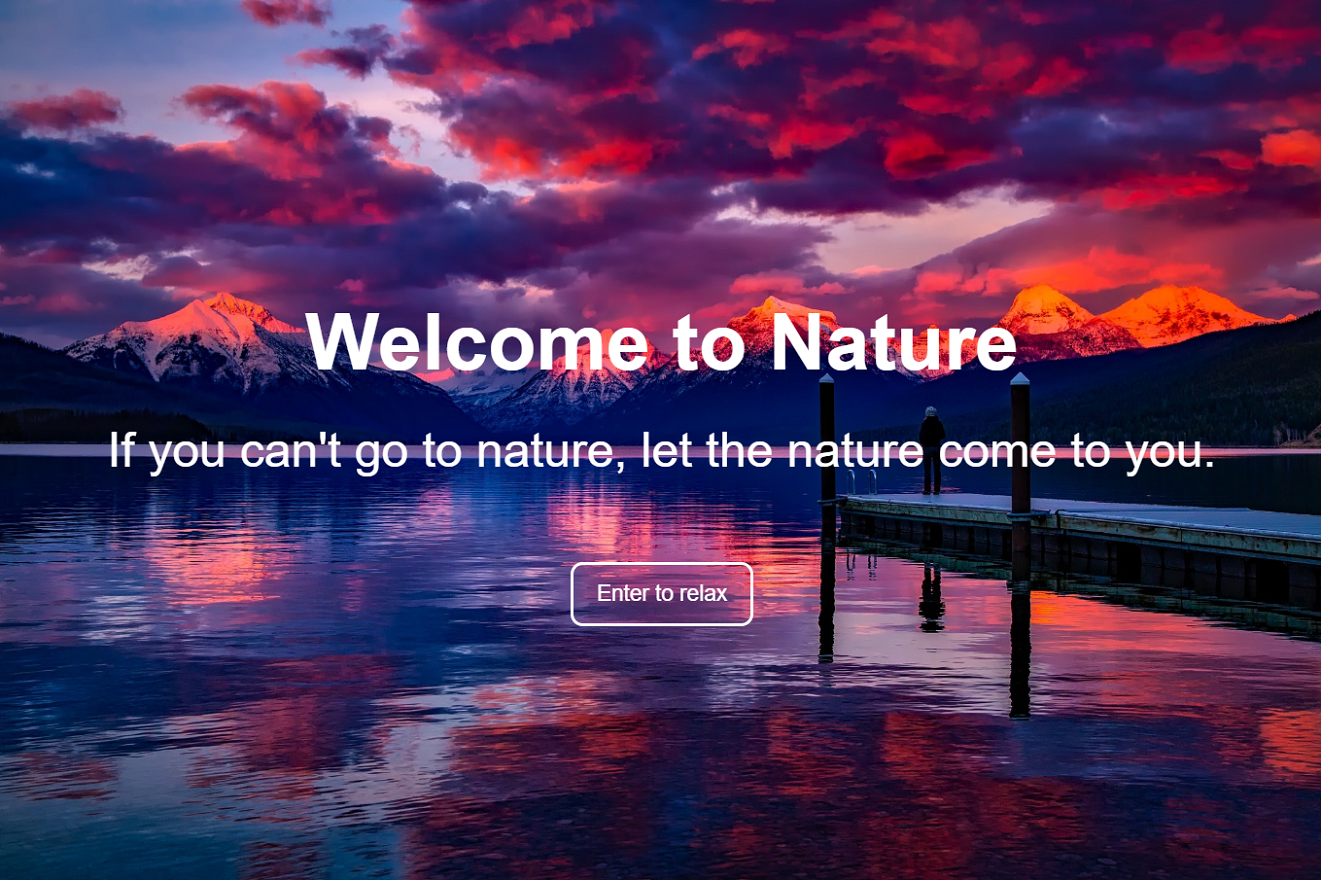 Welcome to Nature
If you can't go to nature, let the nature come to you.
Enter to relax